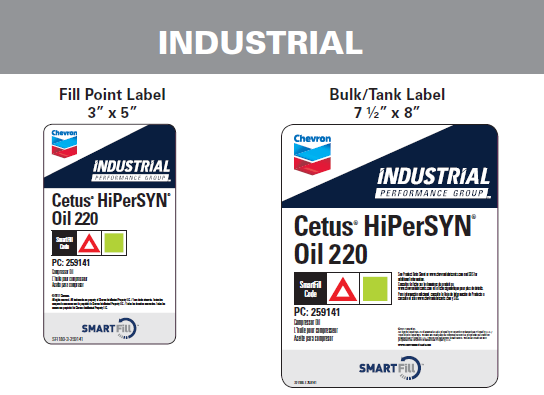 INDUSTRIAL
Fill Point Label
3” x 5”
Chevron
INDUSTRIAL
PERFORMANCE GROUP
Cetus® HiPerSYN®
Oil 220
SmartFill
Code
PC: 259141
Compressor Oil
L'huile pour compresseur
Aceite para compresor
SMARTFill
Bulk/Tank Label
7 ½” x 8”
Chevron
INDUSTRIAL
PERFORMANCE GROUP
Cetus® HiPerSYN®
Oil 220
SmartFill
Code
PC: 259141
Compressor Oil
L'huile pour compresseur
Aceite para compresor
SMARTFill